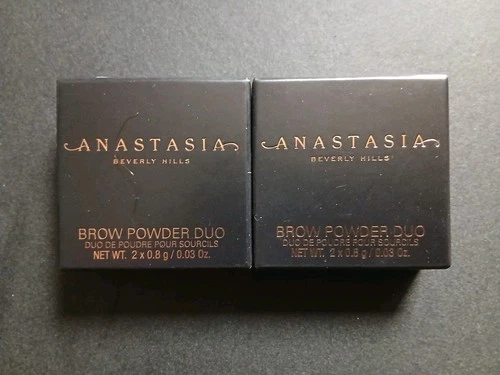 ANASTASIA
BEVERLY HILLS
BROW POWDER DUO
DUO DE POUDRE POUR SOURCILS
NET WT. 2 x 0.8 g / 0.03 Oz.
ANASTASIA
BEVERLY HILLS
BROW POWDER DUO
DUO DE POUDRE POUR SOURCILS
NET WT. 2 x 0.8 g / 0.03 Oz.